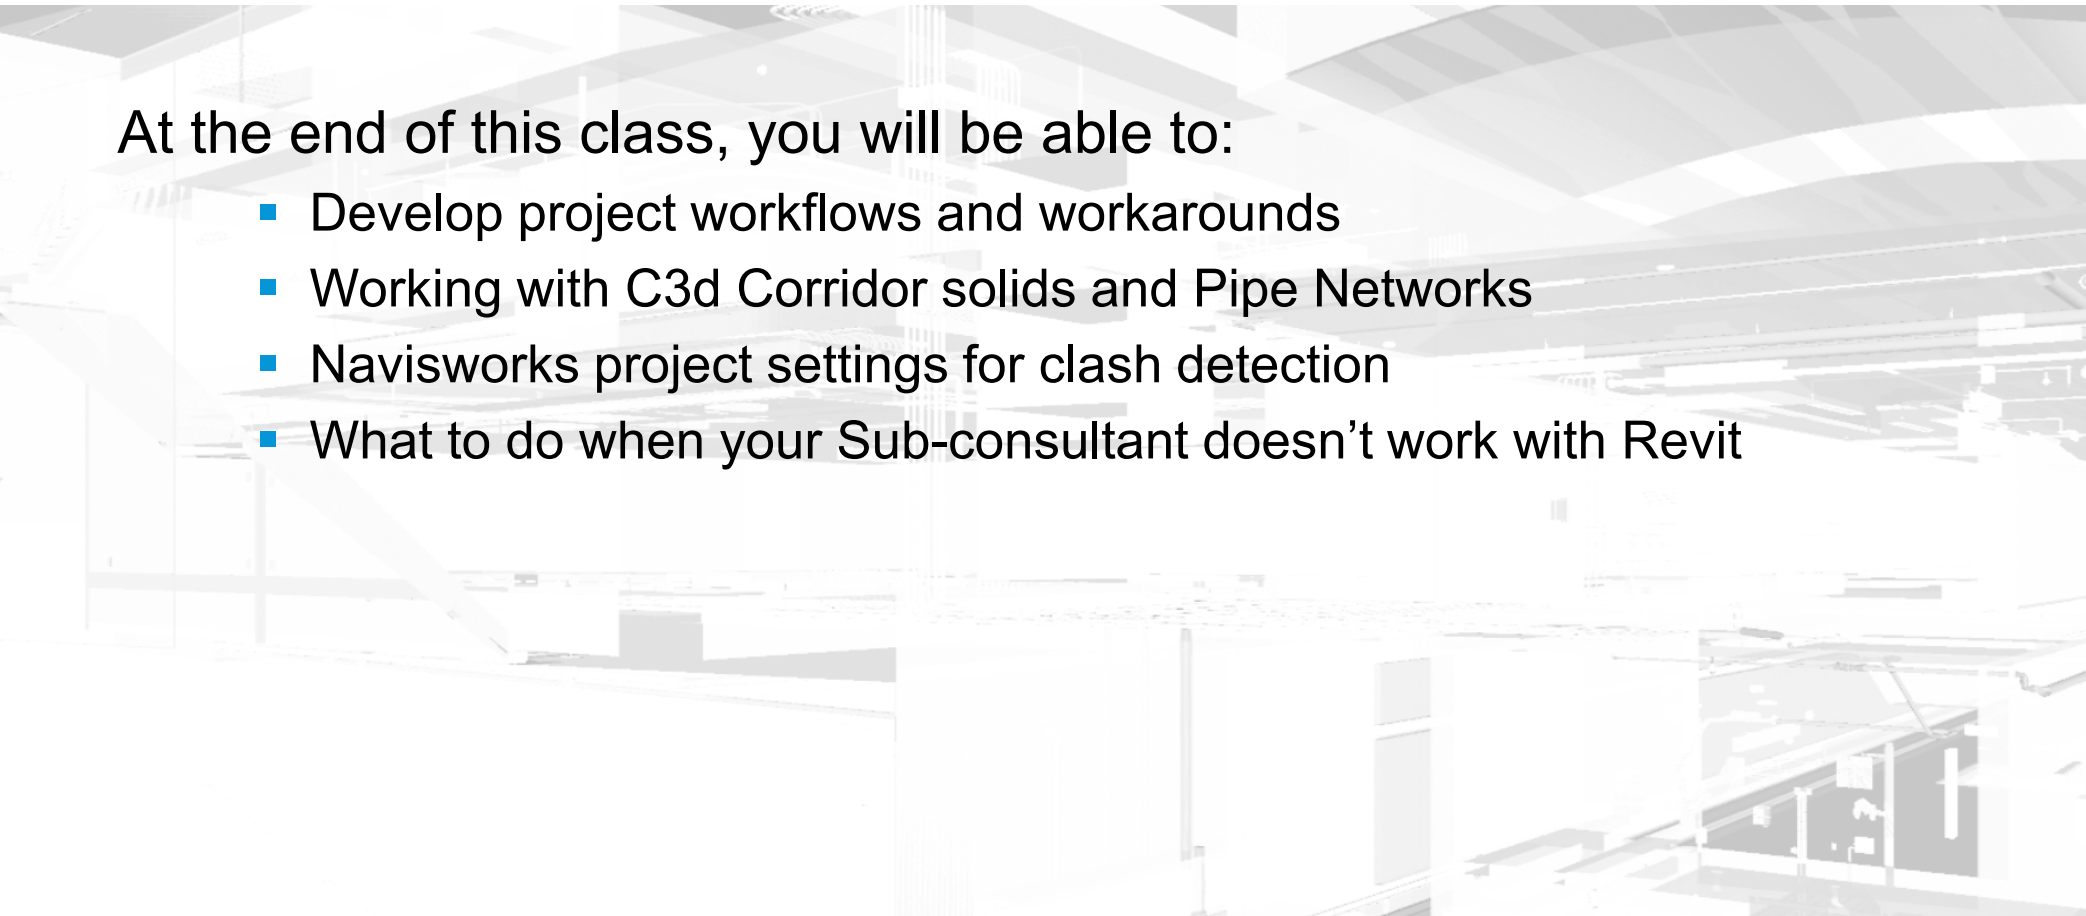 At the end of this class, you will be able to:
▪ Develop project workflows and workarounds
▪ Working with C3d Corridor solids and Pipe Networks
▪ Navisworks project settings for clash detection
▪ What to do when your Sub-consultant doesn’t work with Revit